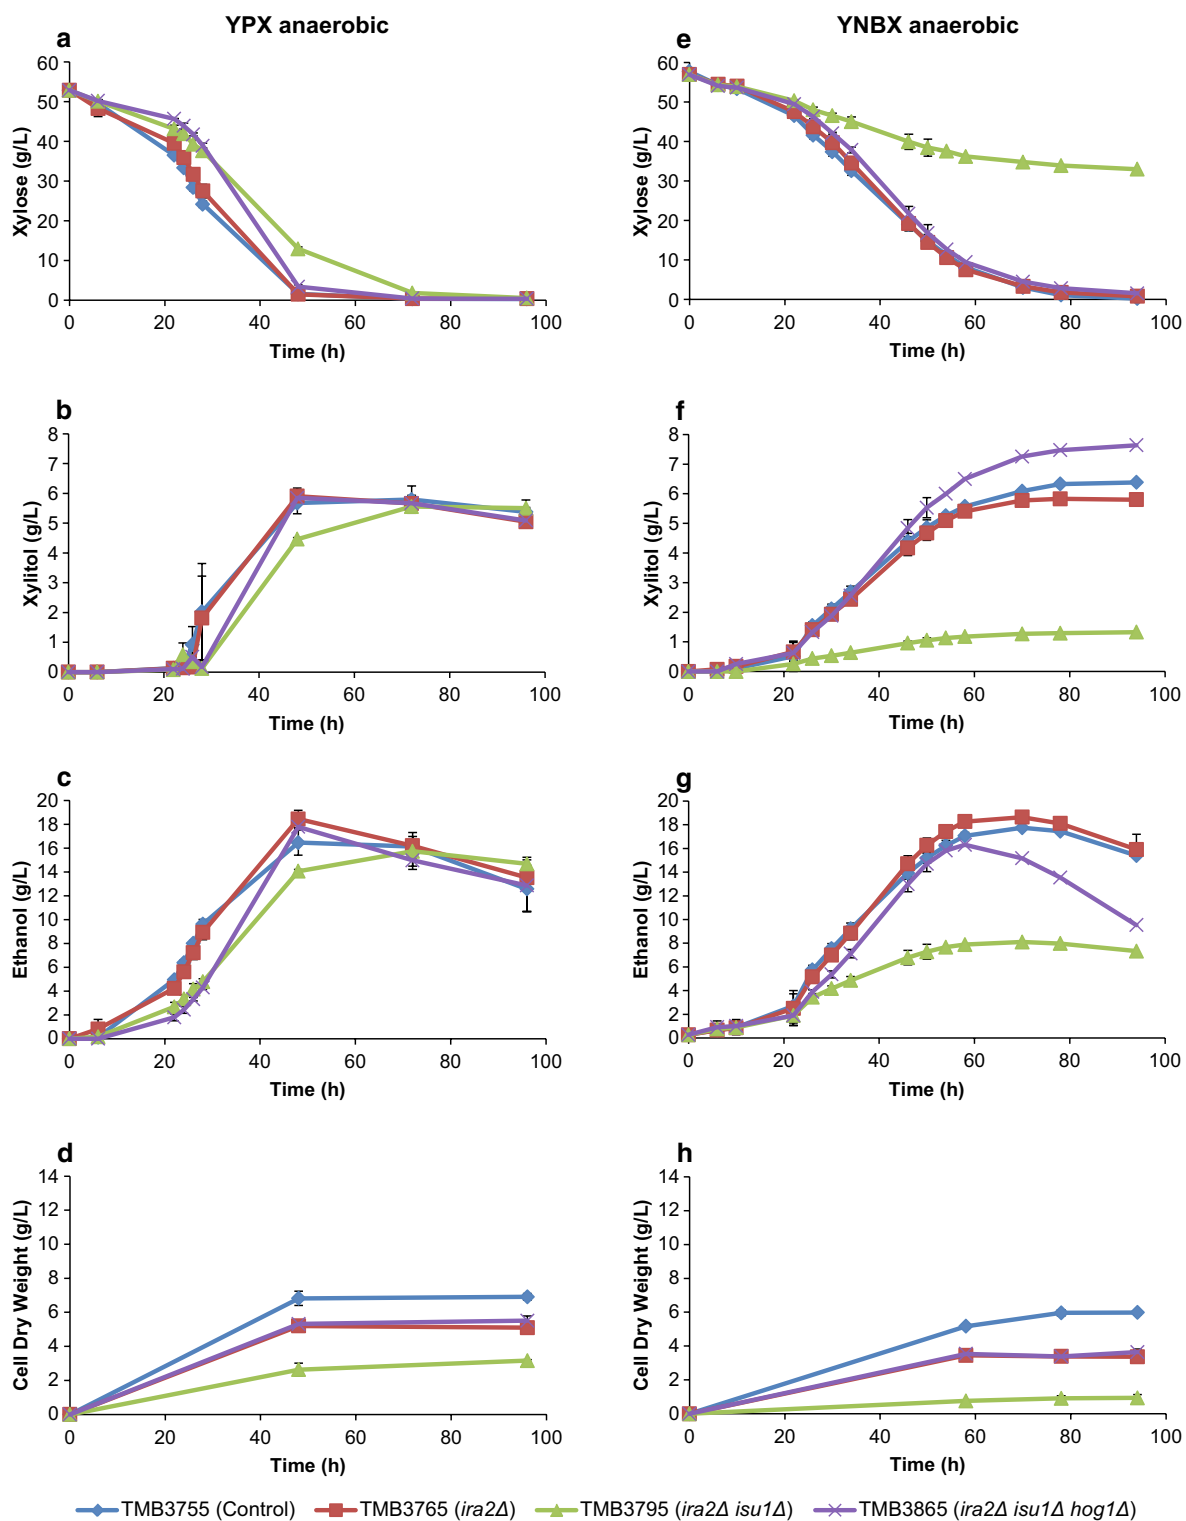 YPX anaerobic
a
Xylose (g/L)
60
50
40
30
20
10
0
0 20 40 60 80 100
Time (h)
b
Xylitol (g/L)
8
7
6
5
4
3
2
1
0
0 20 40 60 80 100
Time (h)
c
Ethanol (g/L)
20
18
16
14
12
10
8
6
4
2
0
0 20 40 60 80 100
Time (h)
d
Cell Dry Weight (g/L)
14
12
10
8
6
4
2
0
0 20 40 60 80 100
Time (h)
YNBX anaerobic
e
Xylose (g/L)
60
50
40
30
20
10
0
0 20 40 60 80 100
Time (h)
f
Xylitol (g/L)
8
7
6
5
4
3
2
1
0
0 20 40 60 80 100
Time (h)
g
Ethanol (g/L)
20
18
16
14
12
10
8
6
4
2
0
0 20 40 60 80 100
Time (h)
h
Cell Dry Weight (g/L)
14
12
10
8
6
4
2
0
0 20 40 60 80 100
Time (h)
TMB3755 (Control) TMB3765 (ira2Δ) TMB3795 (ira2Δ isu1Δ) TMB3865 (ira2Δ isu1Δ hog1Δ)